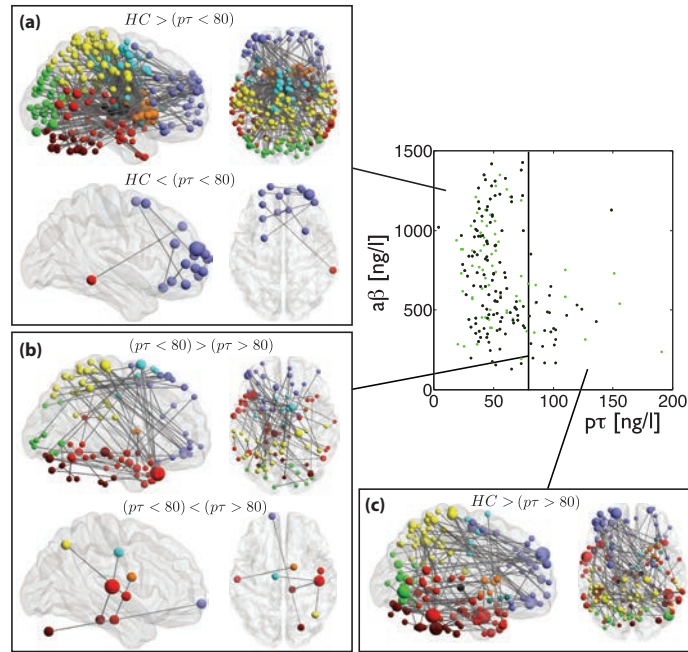 (a)
HC > (pτ < 80)
HC < (pτ < 80)
(b)
(pτ < 80) > (pτ > 80)
(pτ < 80) < (pτ > 80)
1500
1000
500
0
aβ [ng/l]
0 50 100 150 200
pτ [ng/l]
(c)
HC > (pτ > 80)